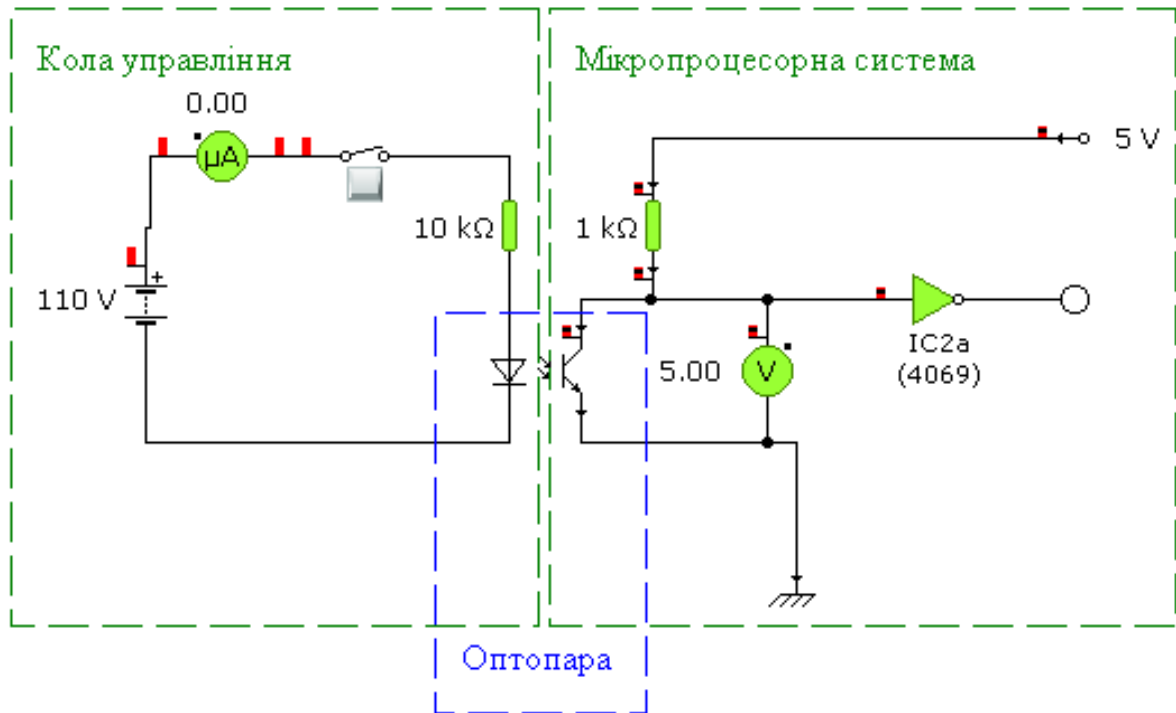 Кола управління
Мікропроцесорна система
0.00
μA
5 V
10 kΩ
1 kΩ
+
110 V
5.00
V
IC2a
(4069)
Оптопара